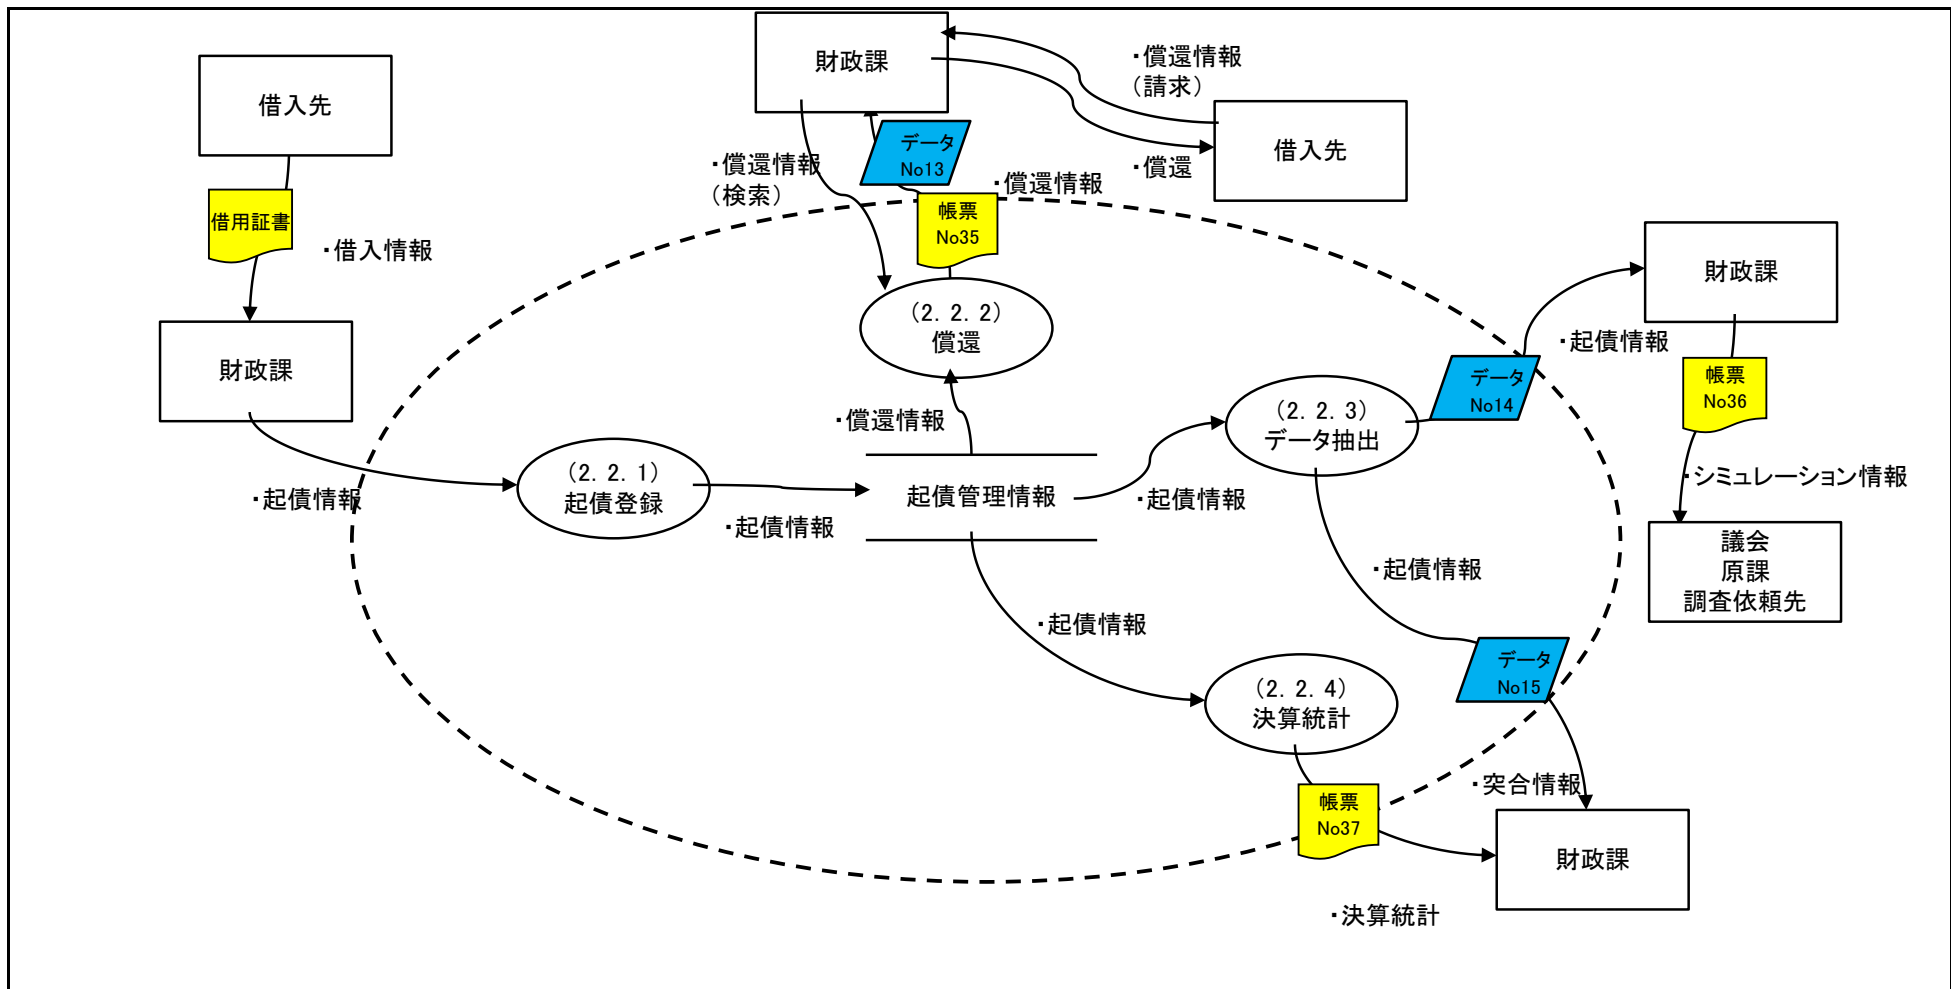 財政課
・償還情報
（請求）
借入先
・償還
借入先
借用証書
・借入情報
財政課
・償還情報
（検索）
データ
No13
・償還情報
帳票
No35
（２．２．２）
償還
・償還情報
・起債情報
（２．２．１）
起債登録
・起債情報
起債管理情報
・起債情報
（２．２．３）
データ抽出
データ
No14
・起債情報
財政課
帳票
No36
・シミュレーション情報
議会
原課
調査依頼先
・起債情報
データ
No15
・突合情報
・起債情報
（２．２．４）
決算統計
帳票
No37
財政課
・決算統計